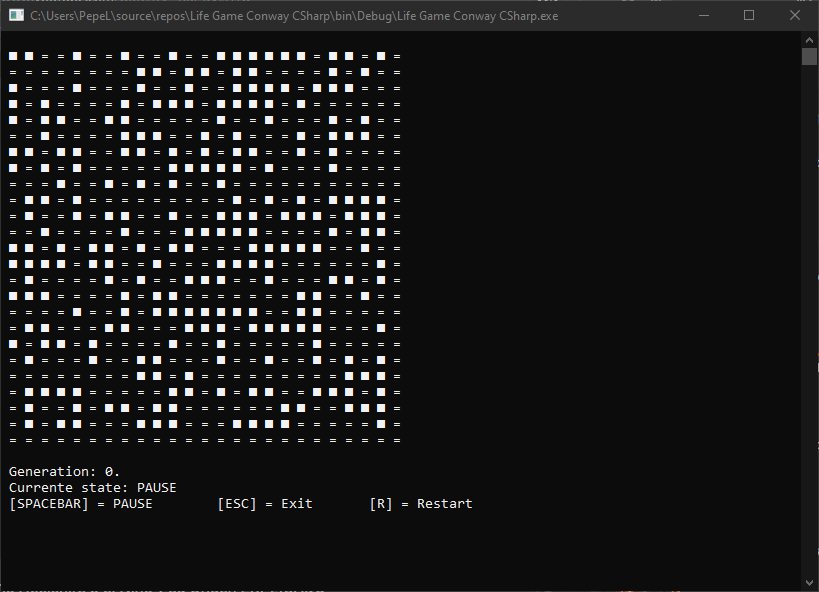 C:\Users\PepeL\source\repos\Life Game Conway CSharp\bin\Debug\Life Game Conway CSharp.exe
■ ■ = = ■ = = ■ = = ■ = = ■ ■ ■ ■ ■ ■ = ■ ■ = ■ =
= = = = = = = = ■ ■ = ■ ■ = ■ ■ = = = = ■ = ■ = =
■ = = = ■ = = = ■ = = ■ = = ■ ■ ■ ■ = ■ ■ ■ = = =
■ = ■ = = = = ■ = ■ ■ ■ = ■ ■ ■ ■ = ■ = = = = = =
■ = ■ ■ = = ■ ■ = = = = = ■ = = ■ = = = ■ = ■ = =
= = ■ = = = = ■ ■ ■ = = ■ = ■ = = = ■ = ■ ■ ■ = =
■ ■ = ■ ■ = = ■ ■ = ■ = ■ = ■ ■ = = ■ = ■ = = = =
■ = ■ = ■ = = = = = ■ ■ ■ ■ ■ = ■ = = = ■ = = = =
= = = ■ = = ■ = ■ = ■ = = ■ = = = = = = = = = = =
= ■ ■ = ■ = = = = = = = = = ■ = ■ = ■ = ■ ■ ■ ■ =
= ■ = = ■ = ■ ■ = = ■ = = ■ ■ ■ = ■ ■ ■ = ■ ■ ■ =
= = ■ = = = = ■ = = = ■ ■ ■ ■ ■ = = = = ■ = ■ ■ =
■ ■ = ■ = ■ ■ = ■ = ■ ■ = = = ■ ■ ■ ■ ■ = = ■ = =
■ ■ ■ ■ = ■ ■ = = ■ = = = ■ ■ ■ ■ = = = = = = ■ =
= ■ = = = = ■ = ■ = = ■ ■ ■ = = ■ = = = ■ ■ = ■ =
■ ■ ■ = = = = ■ = ■ ■ = = = = = = = ■ ■ = = ■ = =
= = = = ■ = = ■ = ■ ■ ■ ■ ■ ■ ■ = = ■ ■ = = = = =
= ■ ■ = = = ■ ■ = = = ■ ■ ■ = ■ ■ ■ ■ ■ = = = ■ =
■ = ■ ■ = ■ = = = = ■ = = ■ = = = = = ■ = = = = =
= ■ = = = ■ = = ■ ■ = = = ■ = = ■ = = ■ = ■ = ■ =
= = = = = = = = ■ ■ = ■ = = = = = = = = = ■ ■ ■ =
= ■ ■ ■ ■ = = = = = ■ ■ = ■ = ■ ■ = = ■ ■ ■ = ■ =
= ■ = = ■ = ■ ■ = ■ ■ = = = = = = ■ ■ = = ■ ■ ■ =
= ■ = ■ ■ = = = ■ ■ ■ = = = ■ ■ ■ ■ = = = = = ■ =
= = = = = = = = = = = = = = = = = = = = = = = = =
Generation: 0.
Currente state: PAUSE
[SPACEBAR] = PAUSE [ESC] = Exit [R] = Restart